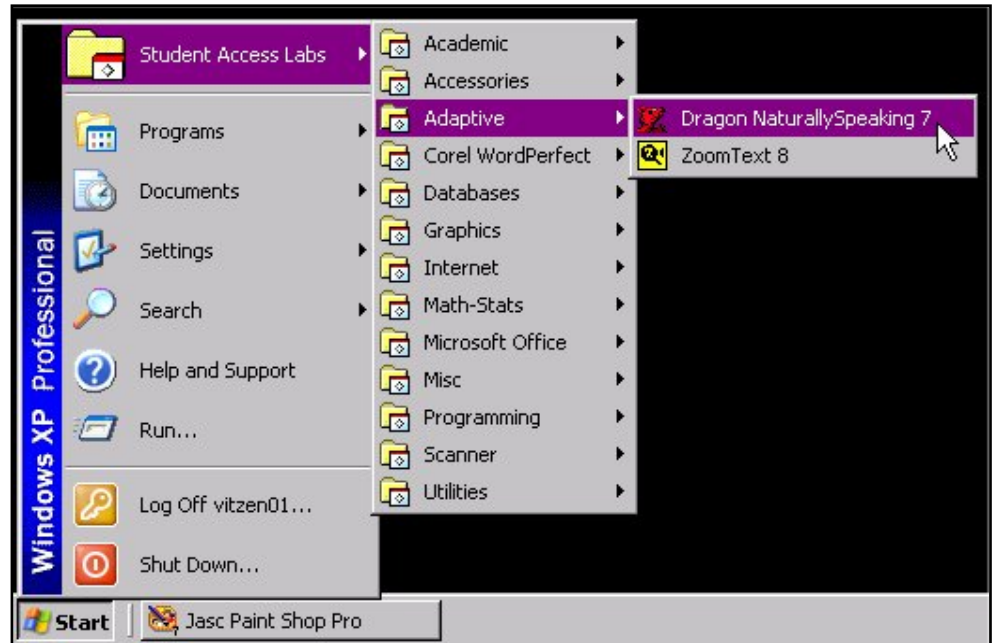 Windows XP Professional
Student Access Labs
Programs
Documents
Settings
Search
Help and Support
Run...
Log Off vitzen01...
Shut Down...
Academic
Accessories
Adaptive
Corel WordPerfect
Databases
Graphics
Internet
Math-Stats
Microsoft Office
Misc
Programming
Scanner
Utilities
Dragon NaturallySpeaking 7
ZoomText 8
Start
Jasc Paint Shop Pro